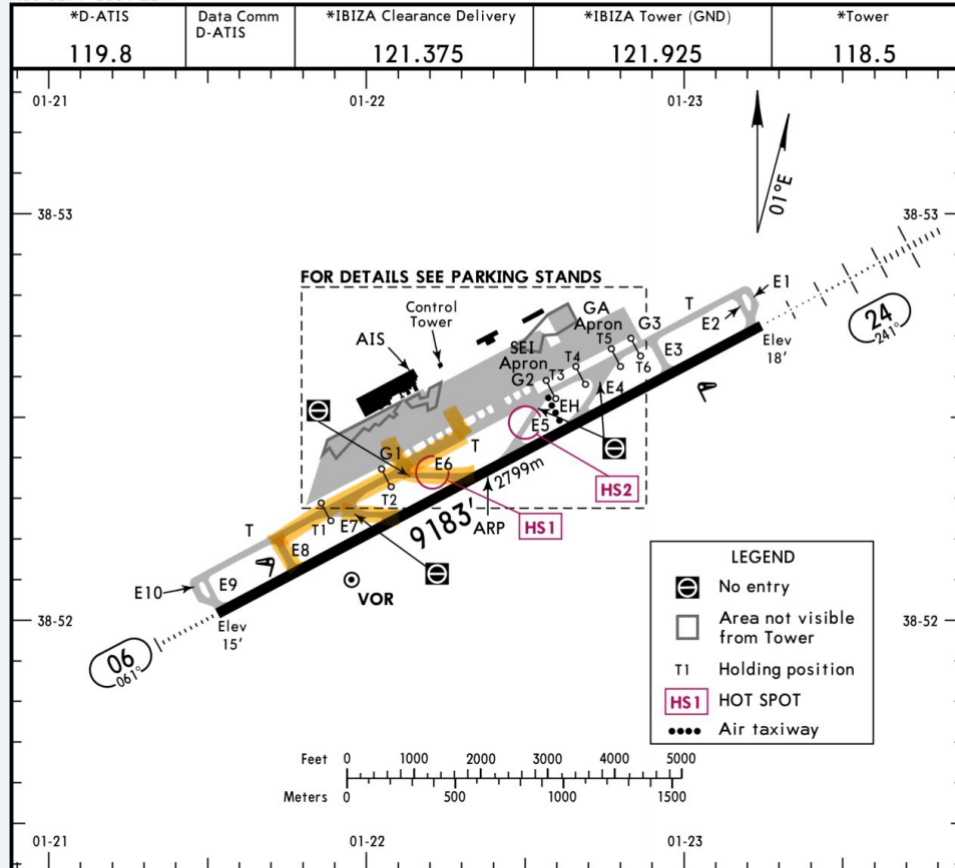 *D-ATIS
119.8
Data Comm
D-ATIS
*IBIZA Clearance Delivery
121.375
*IBIZA Tower (GND)
121.925
*Tower
118.5
01-21
01-22
01-23
01°E
38-53
38-53
FOR DETAILS SEE PARKING STANDS
Control
Tower
AIS
GA
Apron
G3
T
E1
E2
24
241°
Elev
18'
SEI
Apron
G2
T3
T4
T5
T6
E3
E4
EH
E5
HS2
G1
T
E6
T2
T1
E7
2799m
9183'
ARP
HS1
T
E8
E10
E9
VOR
38-52
38-52
Elev
15'
06
061°
LEGEND
No entry
Area not visible
from Tower
T1 Holding position
HS1 HOT SPOT
Air taxiway
Feet 0 1000 2000 3000 4000 5000
Meters 0 500 1000 1500
01-21
01-22
01-23